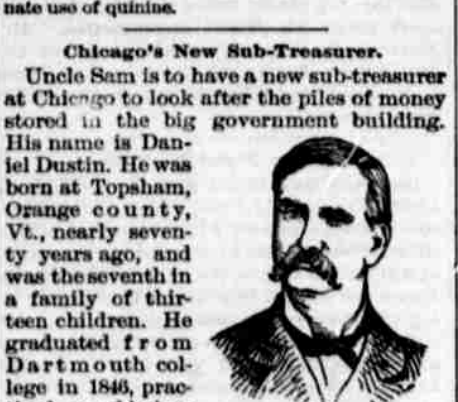 nate use of quinine.
Chicago's New Sub-Treasurer.
Uncle Sam is to have a new sub-treasurer
at Chicago to look after the piles of money
stored in the big government building.
His name is Dan-
iel Dustin. He was
born at Topsham,
Orange county,
Vt., nearly seven-
ty years ago, and
was the seventh in
a family of thir-
teen children. He
graduated from
Dartmouth col-
lege in 1846, prac-